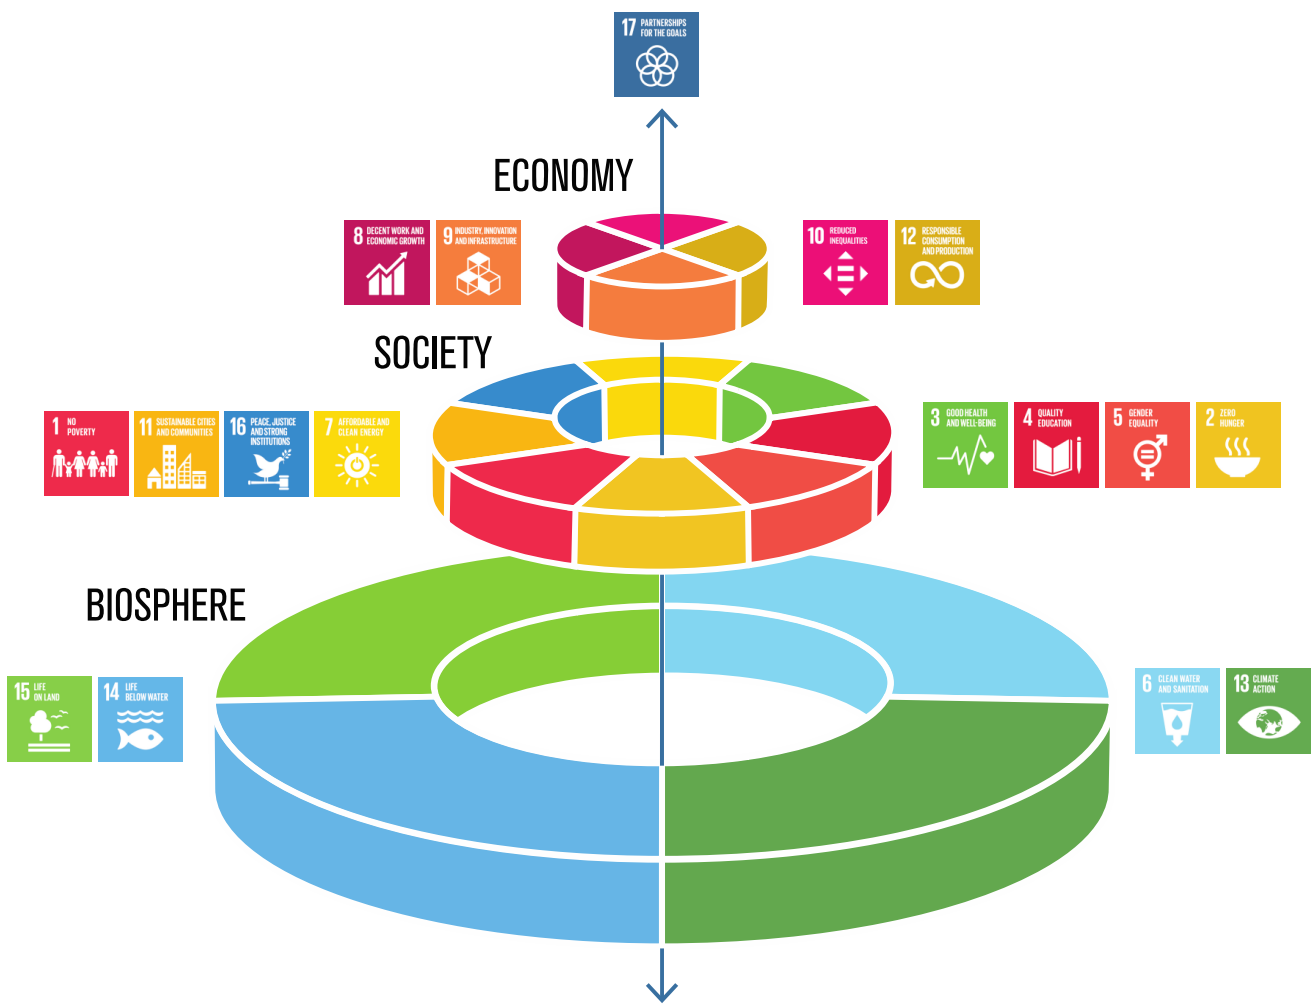 17 PARTNERSHIPS
FOR THE GOALS
ECONOMY
8 DECENT WORK AND
ECONOMIC GROWTH
9 INDUSTRY, INNOVATION
AND INFRASTRUCTURE
10 REDUCED
INEQUALITIES
12 RESPONSIBLE
CONSUMPTION
AND PRODUCTION
SOCIETY
1 NO
POVERTY
11 SUSTAINABLE CITIES
AND COMMUNITIES
16 PEACE, JUSTICE
AND STRONG
INSTITUTIONS
7 AFFORDABLE AND
CLEAN ENERGY
3 GOOD HEALTH
AND WELL-BEING
4 QUALITY
EDUCATION
5 GENDER
EQUALITY
2 ZERO
HUNGER
BIOSPHERE
15 LIFE
ON LAND
14 LIFE
BELOW WATER
6 CLEAN WATER
AND SANITATION
13 CLIMATE
ACTION